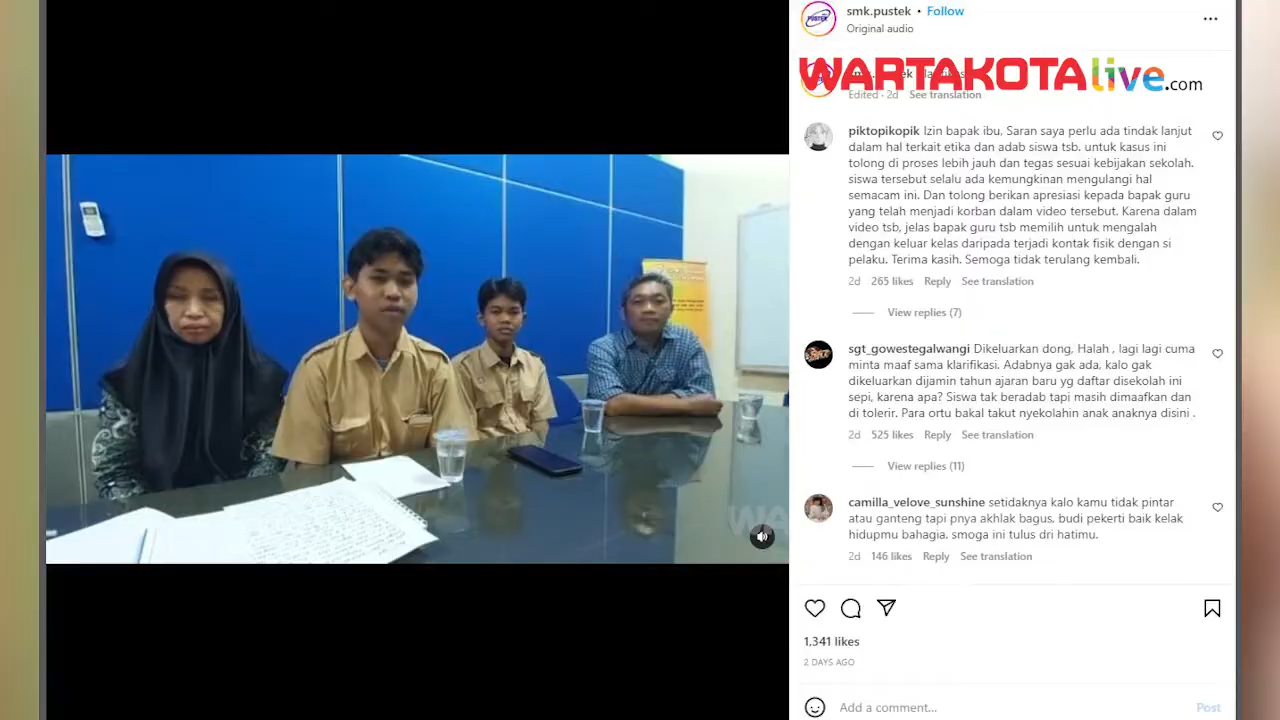 smk.pustek • Follow
Original audio
WARTAKOTAlive.com
Edited · 2d See translation
piktopikopik Izin bapak ibu, Saran saya perlu ada tindak lanjut
dalam hal terkait etika dan adab siswa tsb. untuk kasus ini
tolong di proses lebih jauh dan tegas sesuai kebijakan sekolah.
siswa tersebut selalu ada kemungkinan mengulangi hal
semacam ini. Dan tolong berikan apresiasi kepada bapak guru
yang telah menjadi korban dalam video tersebut. Karena dalam
video tsb, jelas bapak guru tsb memilih untuk mengalah
dengan keluar kelas daripada terjadi kontak fisik dengan si
pelaku. Terima kasih. Semoga tidak terulang kembali.
2d 265 likes Reply See translation
View replies (7)
sgt_gowestegalwangi Dikeluarkan dong, Halah , lagi lagi cuma
minta maaf sama klarifikasi. Adabnya gak ada, kalo gak
dikeluarkan dijamin tahun ajaran baru yg daftar disekolah ini
sepi, karena apa? Siswa tak beradab tapi masih dimaafkan dan
di tolerir. Para ortu bakal takut nyekolahin anak anaknya disini .
2d 525 likes Reply See translation
View replies (11)
camilla_velove_sunshine setidaknya kalo kamu tidak pintar
atau ganteng tapi pnya akhlak bagus, budi pekerti baik kelak
hidupmu bahagia. smoga ini tulus dri hatimu.
2d 146 likes Reply See translation
1,341 likes
2 DAYS AGO
Add a comment... Post